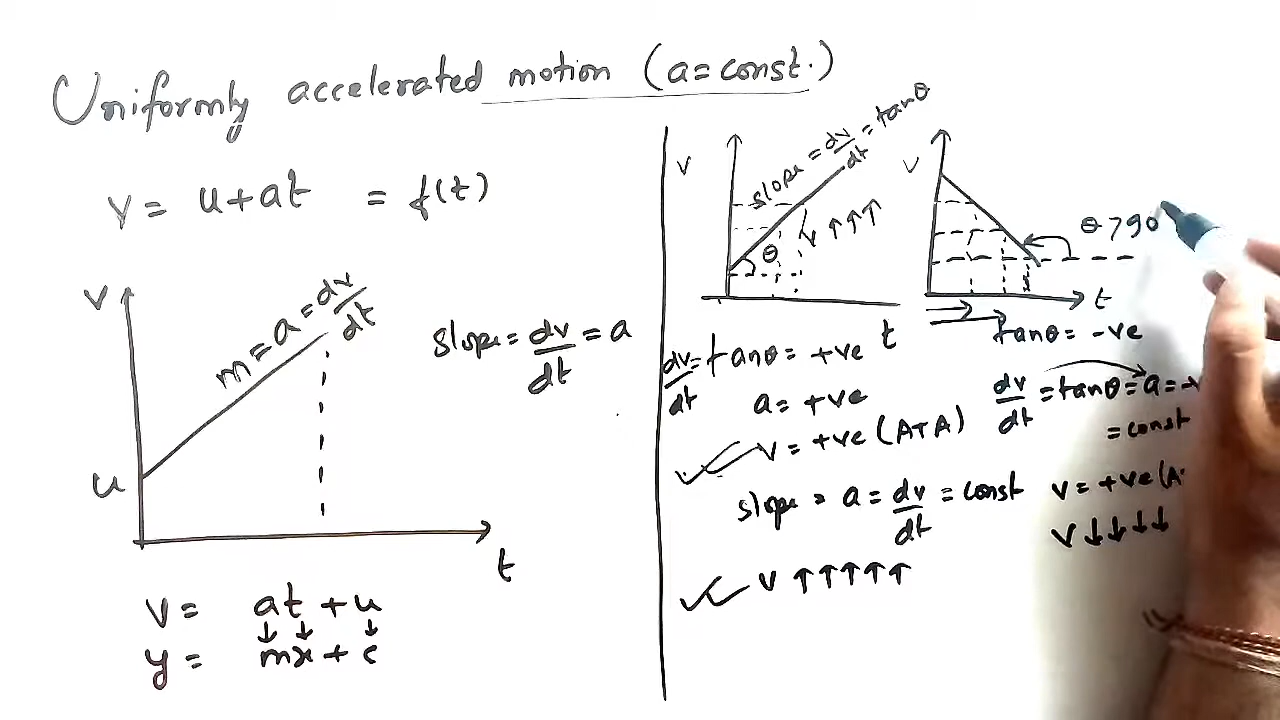 Uniformly accelerated motion (a=const.)
v = u+at = f(t)
v
m=a=dv/dt
u
t
slope = dv/dt = a
v = at + u
↓ ↓ ↓
y = mx + c
v
slope = dv/dt = tanθ
θ
v ↑↑↑
t
dv/dt = tanθ = +ve
a = +ve
v = +ve (ATA)
slope = a = dv/dt = const
v ↑↑↑↑↑
v
θ > 90
t
tanθ = -ve
dv/dt = tanθ = a = -v
= const
v = +ve (A
v ↓↓↓↓